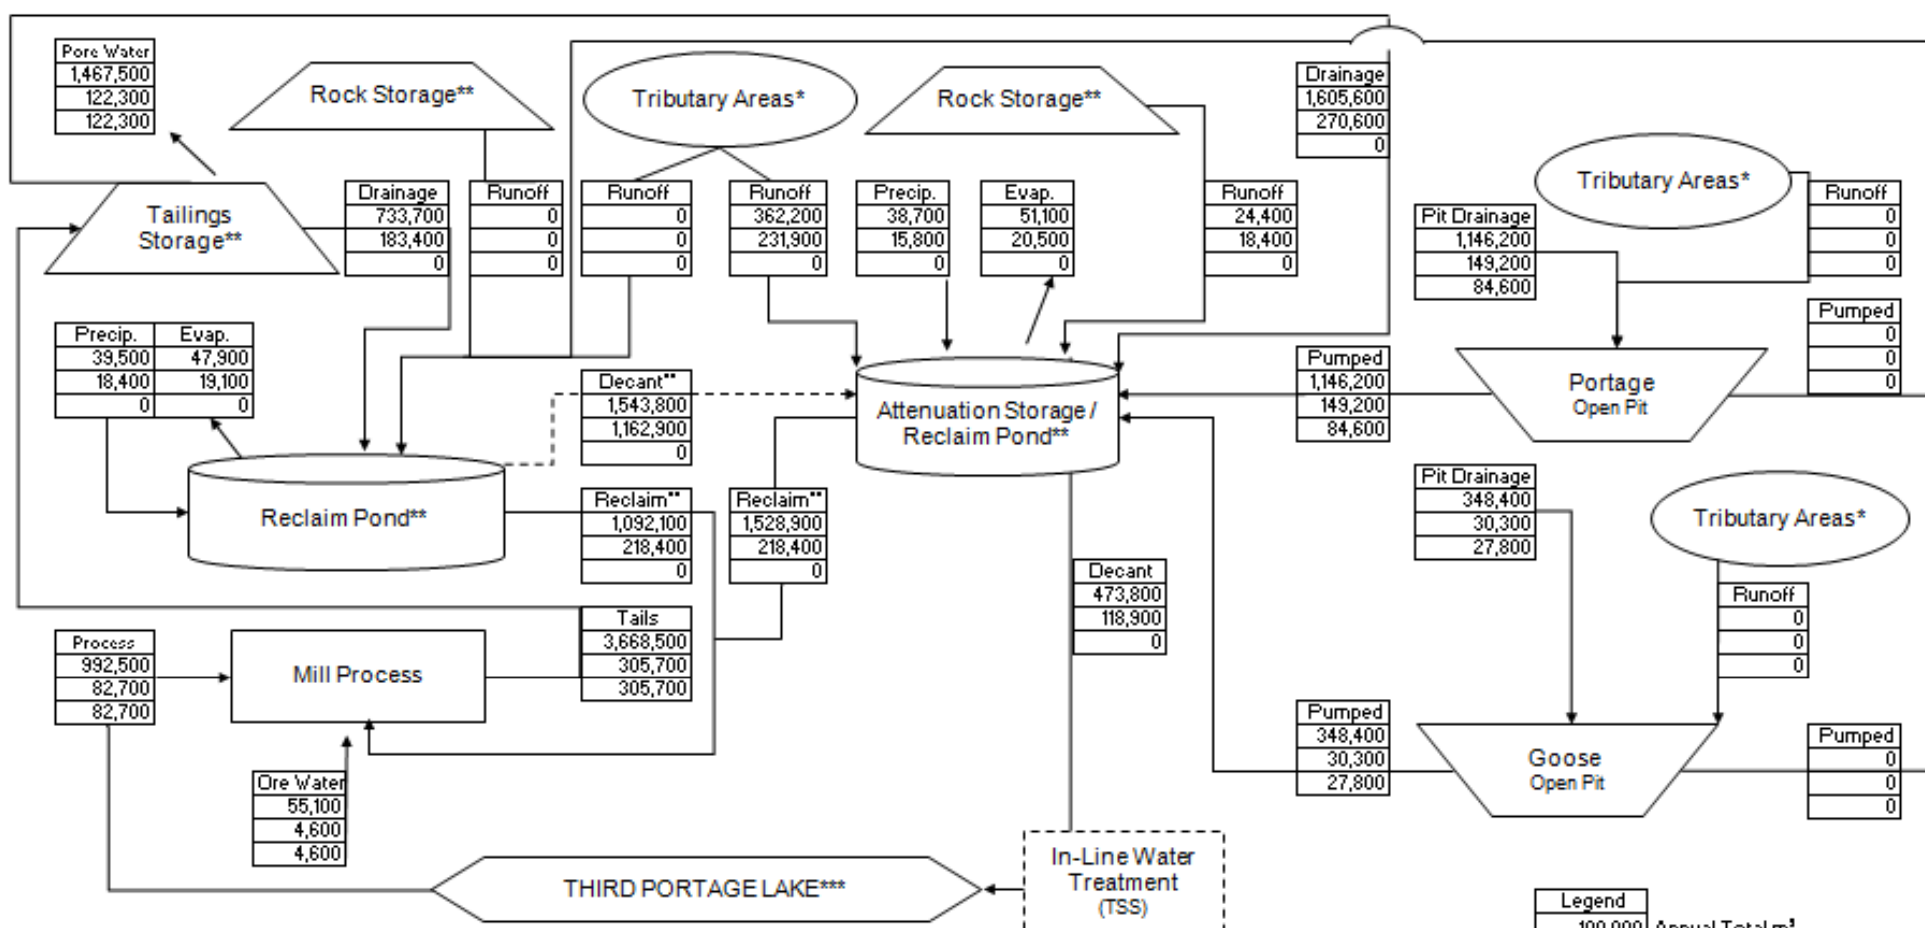 Pore Water
1,467,500
122,300
122,300
Rock Storage**
Tributary Areas*
Rock Storage**
Drainage
1,605,600
270,600
0
Tributary Areas*
Tailings
Storage**
Drainage
733,700
183,400
0
Runoff
0
0
0
Runoff
0
0
0
Runoff
362,200
231,900
0
Precip.
38,700
15,800
0
Evap.
51,100
20,500
0
Runoff
24,400
18,400
0
Pit Drainage
1,146,200
149,200
84,600
Runoff
0
0
0
Pumped
0
0
0
Precip. Evap.
39,500 47,900
18,400 19,100
0 0
Decant**
1,543,800
1,162,900
0
Attenuation Storage /
Reclaim Pond**
Pumped
1,146,200
149,200
84,600
Portage
Open Pit
Reclaim Pond**
Reclaim**
1,092,100
218,400
0
Reclaim**
1,528,900
218,400
0
Pit Drainage
348,400
30,300
27,800
Tributary Areas*
Decant
473,800
118,900
0
Runoff
0
0
0
Process
992,500
82,700
82,700
Mill Process
Tails
3,668,500
305,700
305,700
Pumped
348,400
30,300
27,800
Goose
Open Pit
Pumped
0
0
0
Ore Water
55,100
4,600
4,600
THIRD PORTAGE LAKE***
In-Line Water
Treatment
(TSS)
Legend
100,000 Annual Total m³